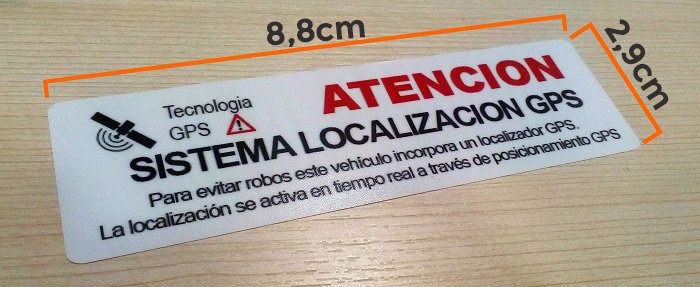 8,8cm
2,9cm
Tecnologia
GPS
ATENCION
SISTEMA LOCALIZACION GPS
Para evitar robos este vehículo incorpora un localizador GPS.
La localización se activa en tiempo real a través de posicionamiento GPS